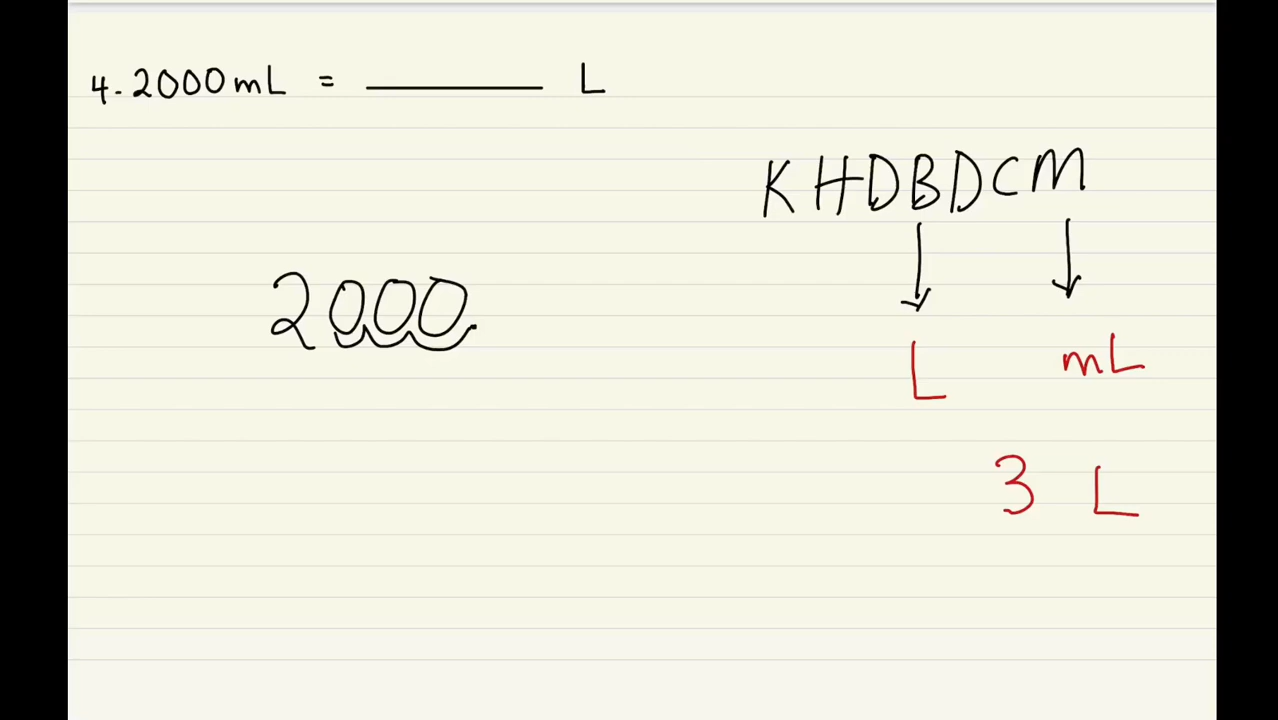 4. 2000 mL = ________ L
KHDBDCM
2000.
L mL
3 L